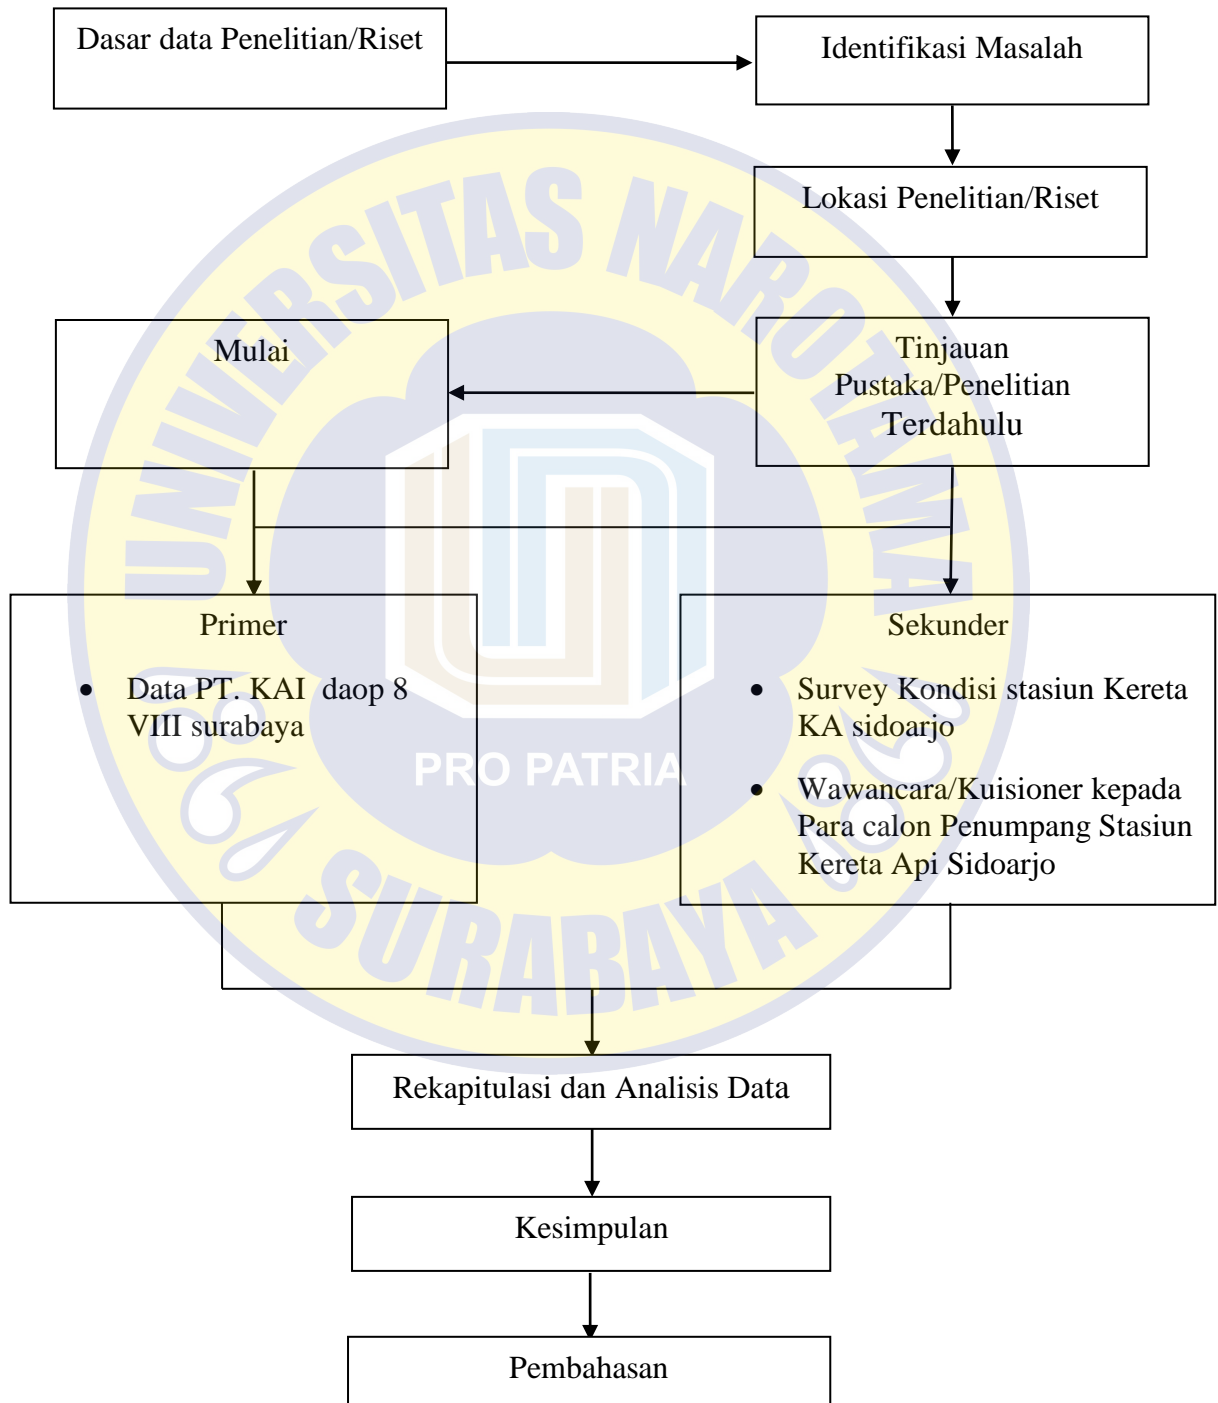 Dasar data Penelitian/Riset
Identifikasi Masalah
Lokasi Penelitian/Riset
Mulai
Tinjauan
Pustaka/Penelitian
Terdahulu
Primer
• Data PT. KAI daop 8
VIII surabaya
Sekunder
• Survey Kondisi stasiun Kereta
KA sidoarjo
• Wawancara/Kuisioner kepada
Para calon Penumpang Stasiun
Kereta Api Sidoarjo
Rekapitulasi dan Analisis Data
Kesimpulan
Pembahasan
UNIVERSITAS NAROTAMA
PRO PATRIA
SURABAYA